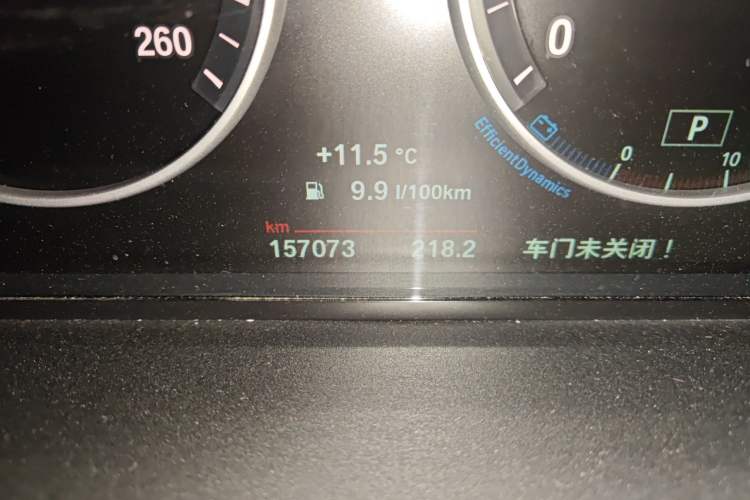 260
0
P
EfficientDynamics
0 10
+11.5 °C
9.9 l/100km
km
157073 218.2 车门未关闭！